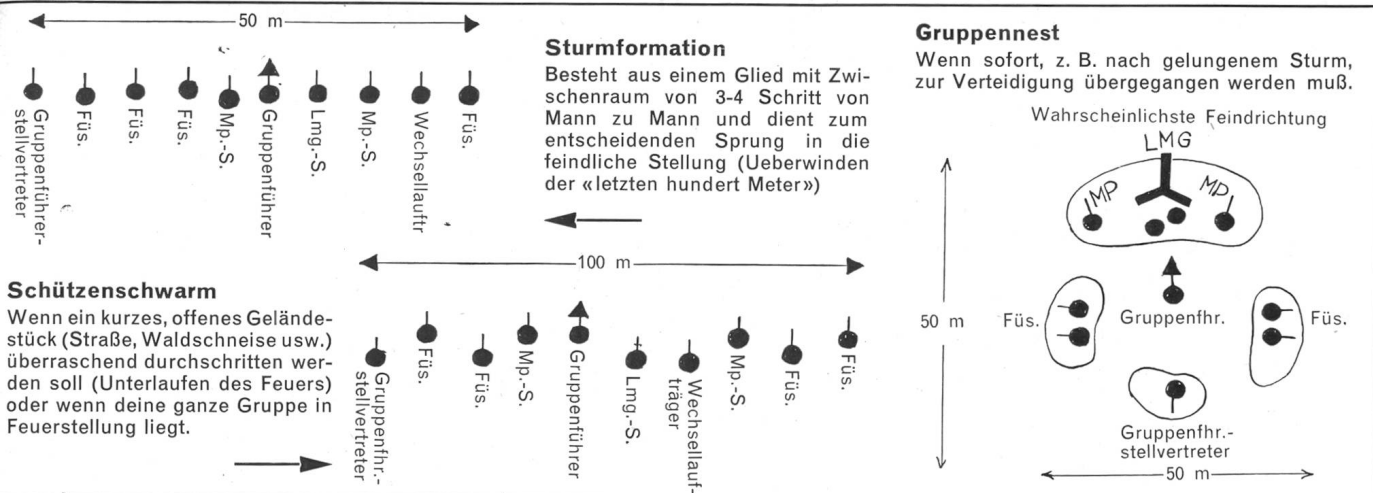 50 m
Gruppenführer-
stellvertreter
Füs.
Füs.
Füs.
Mp.-S.
Gruppenführer
Lmg.-S.
Mp.-S.
Wechsellauftr
Füs.
Sturmformation
Besteht aus einem Glied mit Zwi-
schenraum von 3-4 Schritt von
Mann zu Mann und dient zum
entscheidenden Sprung in die
feindliche Stellung (Ueberwinden
der «letzten hundert Meter»)
Schützenschwarm
Wenn ein kurzes, offenes Gelände-
stück (Straße, Waldschneise usw.)
überraschend durchschritten wer-
den soll (Unterlaufen des Feuers)
oder wenn deine ganze Gruppe in
Feuerstellung liegt.
100 m
Gruppenfhr.-
stellvertreter
Füs.
Füs.
Mp.-S.
Gruppenführer
Lmg.-S.
Wechsellauf-
träger
Mp.-S.
Füs.
Füs.
Gruppennest
Wenn sofort, z. B. nach gelungenem Sturm,
zur Verteidigung übergegangen werden muß.
Wahrscheinlichste Feindrichtung
LMG
MP
MP
50 m
Füs.
Gruppenfhr.
Füs.
Gruppenfhr.-
stellvertreter
50 m